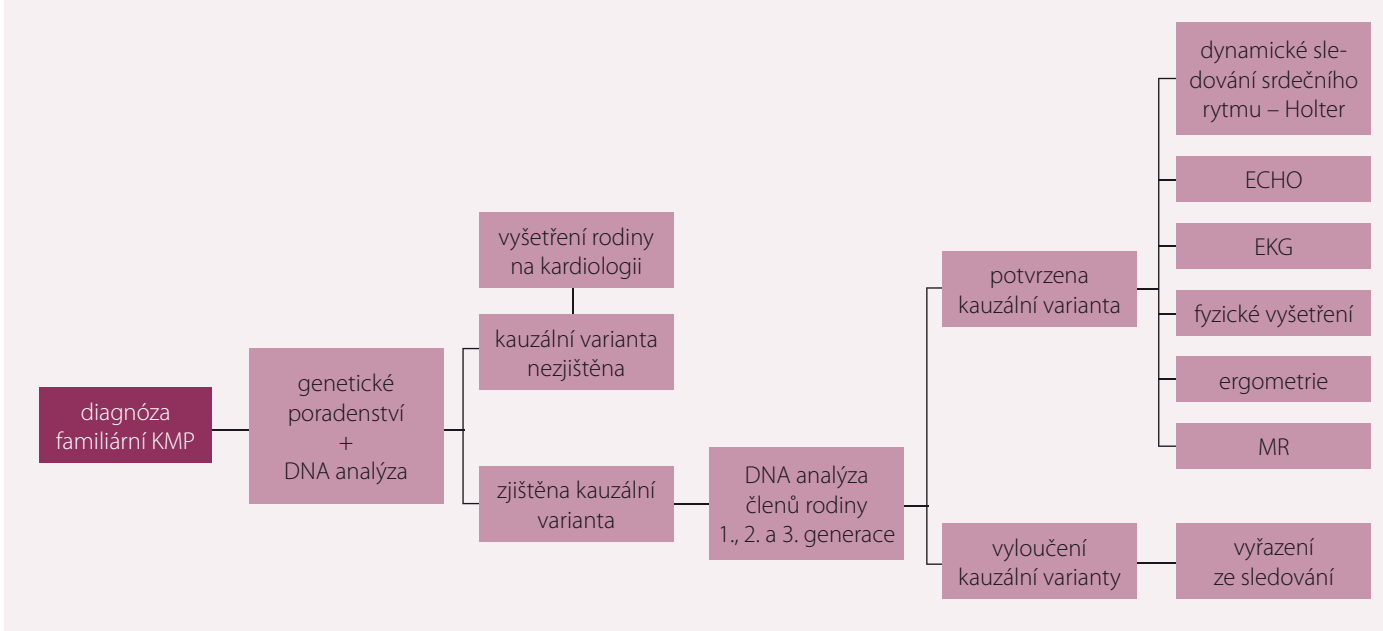 diagnóza
familiární KMP
genetické
poradenství
+
DNA analýza
vyšetření rodiny
na kardiologii
kauzální varianta
nezjištěna
zjištěna kauzální
varianta
DNA analýza
členů rodiny
1., 2. a 3. generace
potvrzena
kauzální varianta
vyloučení
kauzální varianty
dynamické sle-
dování srdečního
rytmu – Holter
ECHO
EKG
fyzické vyšetření
ergometrie
MR
vyřazení
ze sledování